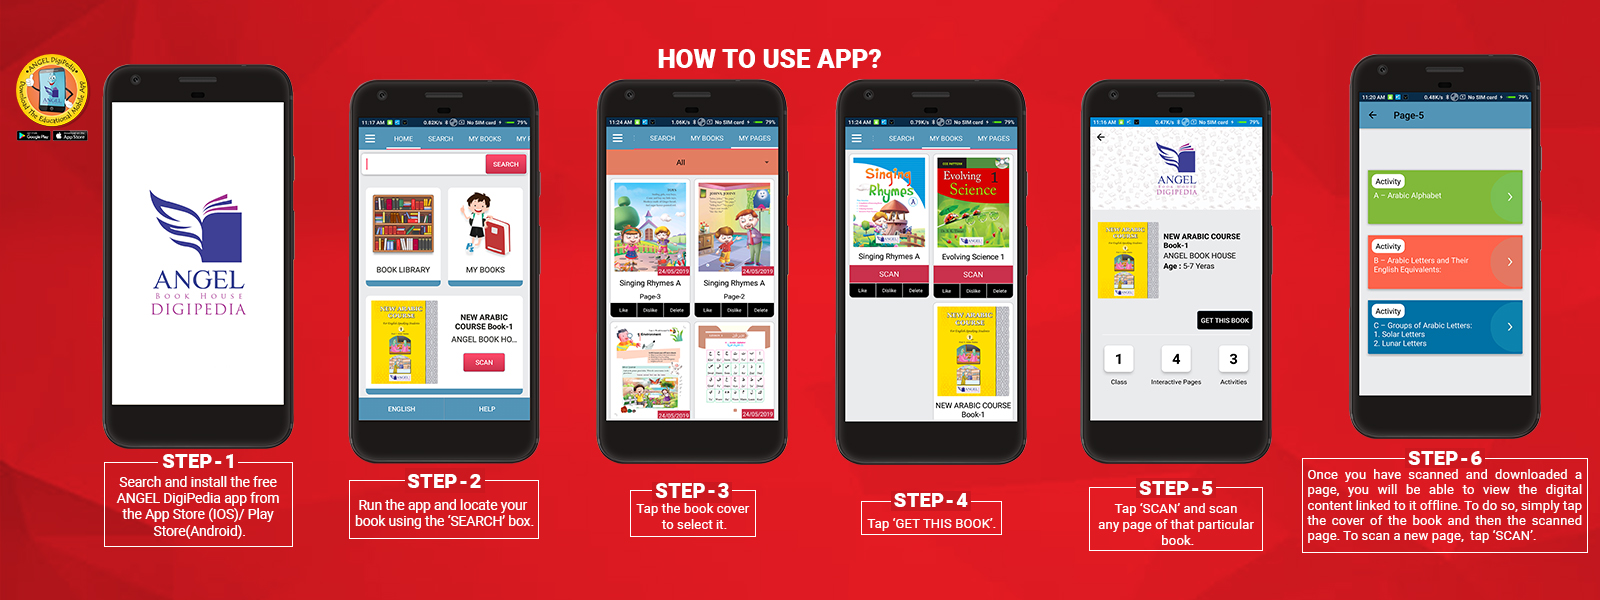 HOW TO USE APP?
ANGEL DigiPedia
Download The Educational Mobile App
ANGEL
Google Play
App Store
ANGEL
BOOK HOUSE
DIGIPEDIA
STEP - 1
Search and install the free
ANGEL DigiPedia app from
the App Store (IOS)/ Play
Store(Android).
11:17 AM 0.82K/s No SIM card 79%
HOME SEARCH MY BOOKS MY P
SEARCH
BOOK LIBRARY MY BOOKS
NEW ARABIC
COURSE
NEW ARABIC
COURSE Book-1
ANGEL BOOK HO...
SCAN
ENGLISH HELP
STEP - 2
Run the app and locate your
book using the ‘SEARCH’ box.
11:24 AM 1.06K/s No SIM card 79%
SEARCH MY BOOKS MY PAGES
All
24/05/2019 24/05/2019
Singing Rhymes A Singing Rhymes A
Page-3 Page-2
Like Dislike Delete Like Dislike Delete
24/05/2019 24/05/2019
STEP - 3
Tap the book cover
to select it.
11:24 AM 0.79K/s No SIM card 79%
SEARCH MY BOOKS MY PAGES
Singing
Rhymes
A
Evolving 1
Science
Singing Rhymes A Evolving Science 1
SCAN SCAN
Like Dislike Delete Like Dislike Delete
NEW ARABIC
COURSE
NEW ARABIC COURSE
Book-1
STEP - 4
Tap ‘GET THIS BOOK’.
11:16 AM 0.47K/s No SIM card 79%
ANGEL
BOOK HOUSE
DIGIPEDIA
NEW ARABIC
COURSE
NEW ARABIC COURSE
Book-1
ANGEL BOOK HOUSE
Age : 5-7 Yeras
GET THIS BOOK
1 4 3
Class Interactive Pages Activities
STEP - 5
Tap ‘SCAN’ and scan
any page of that particular
book.
11:20 AM 0.48K/s No SIM card 79%
Page-5
Activity
A – Arabic Alphabet
Activity
B – Arabic Letters and Their
English Equivalents:
Activity
C – Groups of Arabic Letters:
1. Solar Letters
2. Lunar Letters
STEP - 6
Once you have scanned and downloaded a
page, you will be able to view the digital
content linked to it offline. To do so, simply tap
the cover of the book and then the scanned
page. To scan a new page, tap ‘SCAN’.